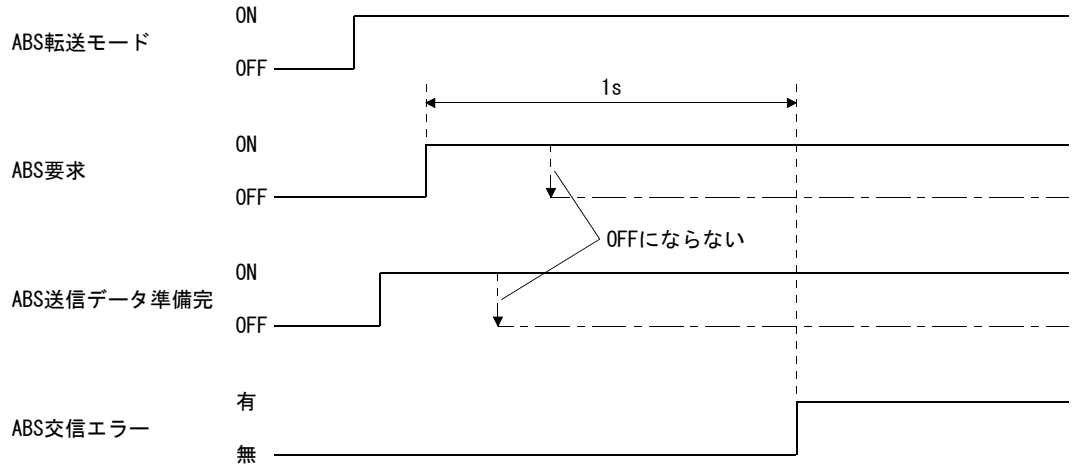 ON
ABS転送モード
OFF
1s
ON
ABS要求
OFF
OFFにならない
ON
ABS送信データ準備完
OFF
有
ABS交信エラー
無